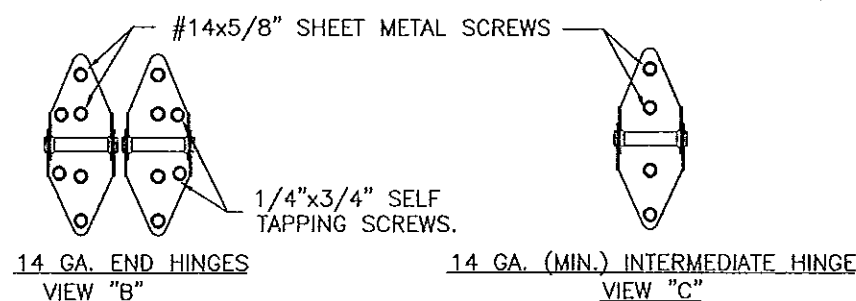 #14x5/8" SHEET METAL SCREWS
1/4"x3/4" SELF
TAPPING SCREWS.
14 GA. END HINGES
VIEW "B"
14 GA. (MIN.) INTERMEDIATE HINGE
VIEW "C"